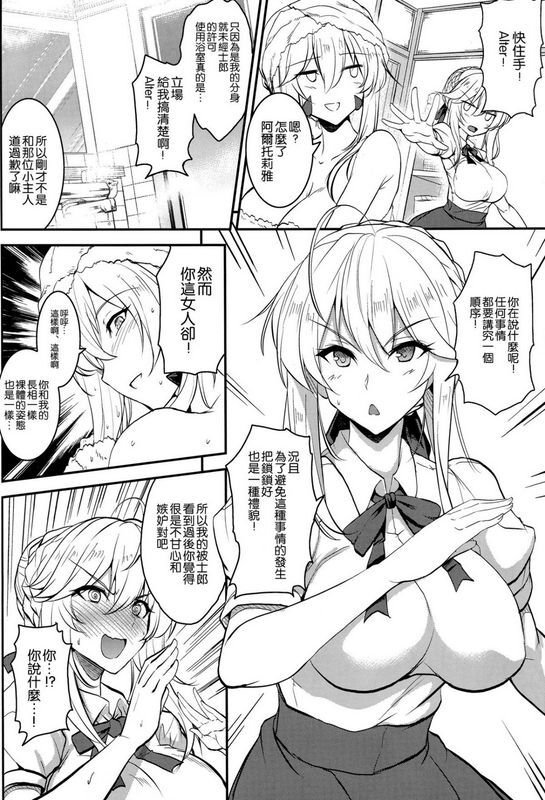 快住手！
Alter！
嗯？
怎麼了
阿爾托莉雅
只因為是我的分身
就未經士郎
的許可
使用浴室真的是…
立場
給我搞清楚啊！
Alter！
所以剛才不是
和那位小主人
道過歉了嘛
你在說什麼呢！
任何事情
都要講究一個
順序！
況且
為了避免這種事情的發生
把鎖鎖好
也是一種禮貌！
然而
你這女人卻！
呼呼…
這樣啊、這樣啊
你和我的
長相一樣
裸體的姿態
也是一樣…
所以我的被士郎
看到過後你覺得
很是不甘心和
嫉妒對吧
你…!?
你說什麼…！